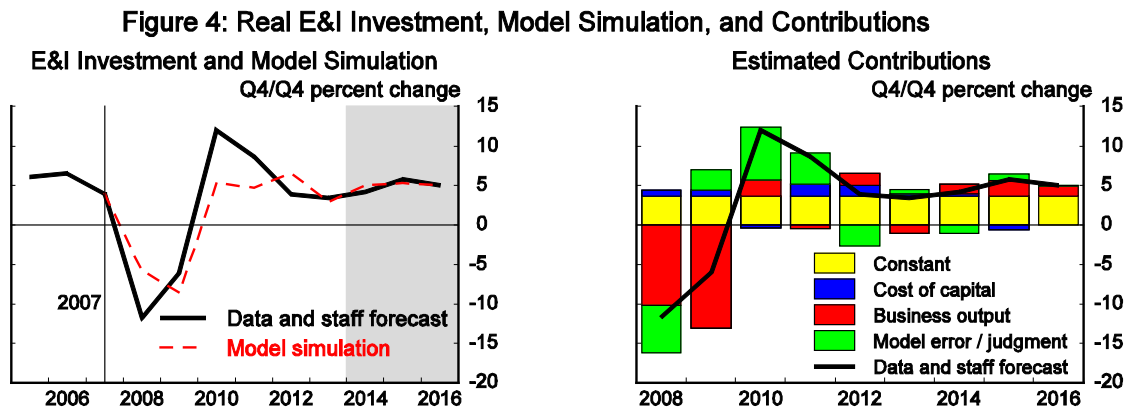 Figure 4: Real E&I Investment, Model Simulation, and Contributions
E&I Investment and Model Simulation
Q4/Q4 percent change
15
10
5
0
-5
-10
-15
-20
2007
Data and staff forecast
Model simulation
2006 2008 2010 2012 2014 2016
Estimated Contributions
Q4/Q4 percent change
15
10
5
0
-5
-10
-15
-20
Constant
Cost of capital
Business output
Model error / judgment
Data and staff forecast
2008 2010 2012 2014 2016